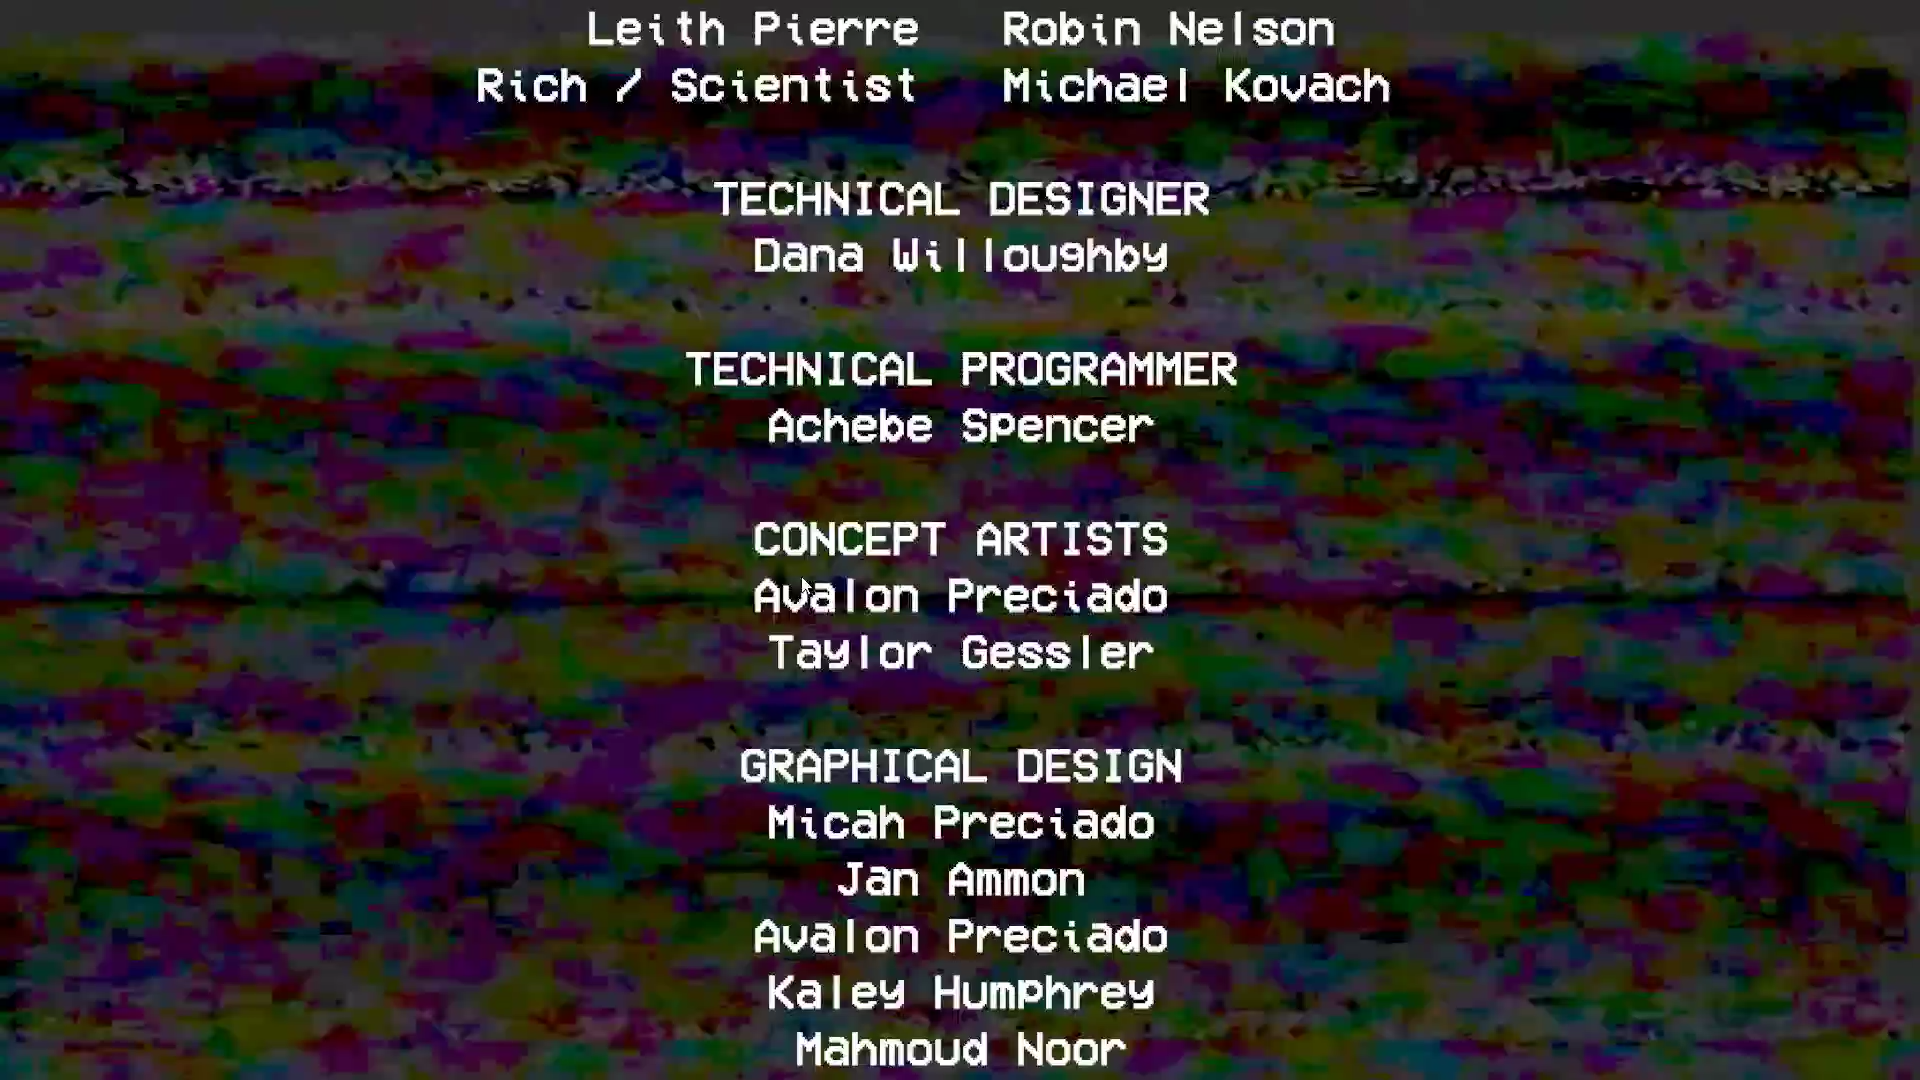 Leith Pierre Robin Nelson
Rich / Scientist Michael Kovach
TECHNICAL DESIGNER
Dana Willoughby
TECHNICAL PROGRAMMER
Achebe Spencer
CONCEPT ARTISTS
Avalon Preciado
Taylor Gessler
GRAPHICAL DESIGN
Micah Preciado
Jan Ammon
Avalon Preciado
Kaley Humphrey
Mahmoud Noor